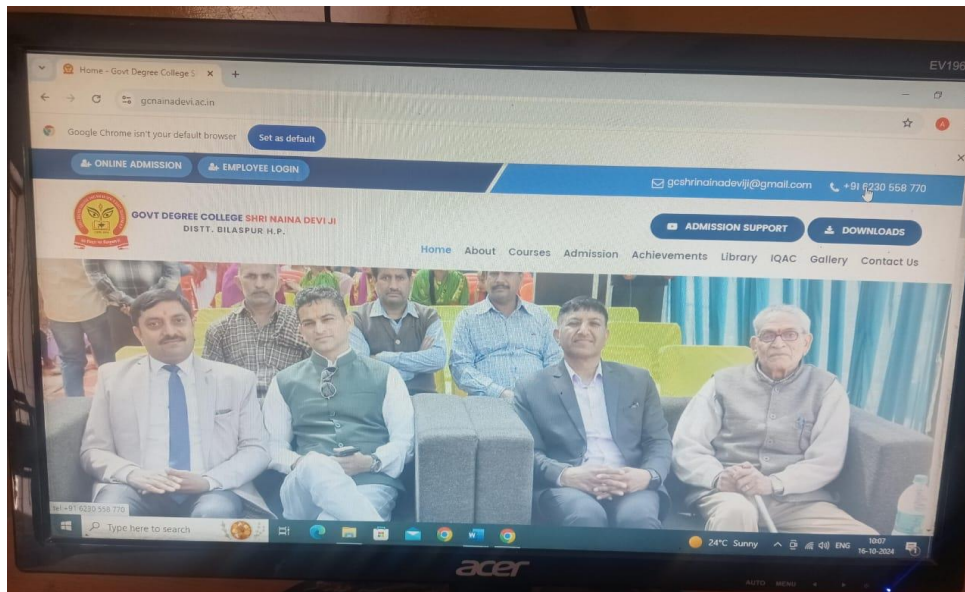 EV196
Home - Govt Degree College S
gcnainadevi.ac.in
Google Chrome isn't your default browser
Set as default
ONLINE ADMISSION
EMPLOYEE LOGIN
gcshrinainadeviji@gmail.com
+91 6230 558 770
GOVT DEGREE COLLEGE SHRI NAINA DEVI JI
DISTT. BILASPUR H.P.
ADMISSION SUPPORT
DOWNLOADS
Home About Courses Admission Achievements Library IQAC Gallery Contact Us
tel:+91 6230 558 770
Type here to search
24°C Sunny
ENG
10:07
16-10-2024
acer
AUTO MENU